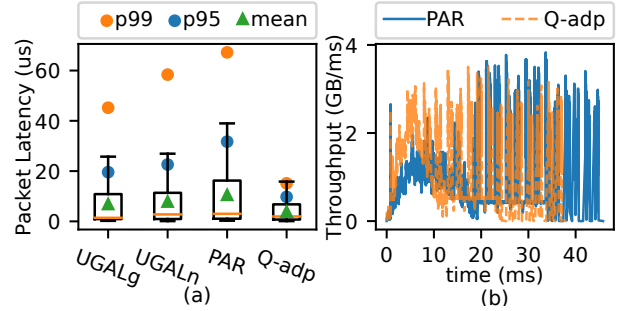 p99 p95 mean
Packet Latency (us)
60
40
20
0
UGALg
UGALn
PAR
Q-adp
(a)
PAR Q-adp
Throughput (GB/ms)
4
2
0
0 10 20 30 40
time (ms)
(b)